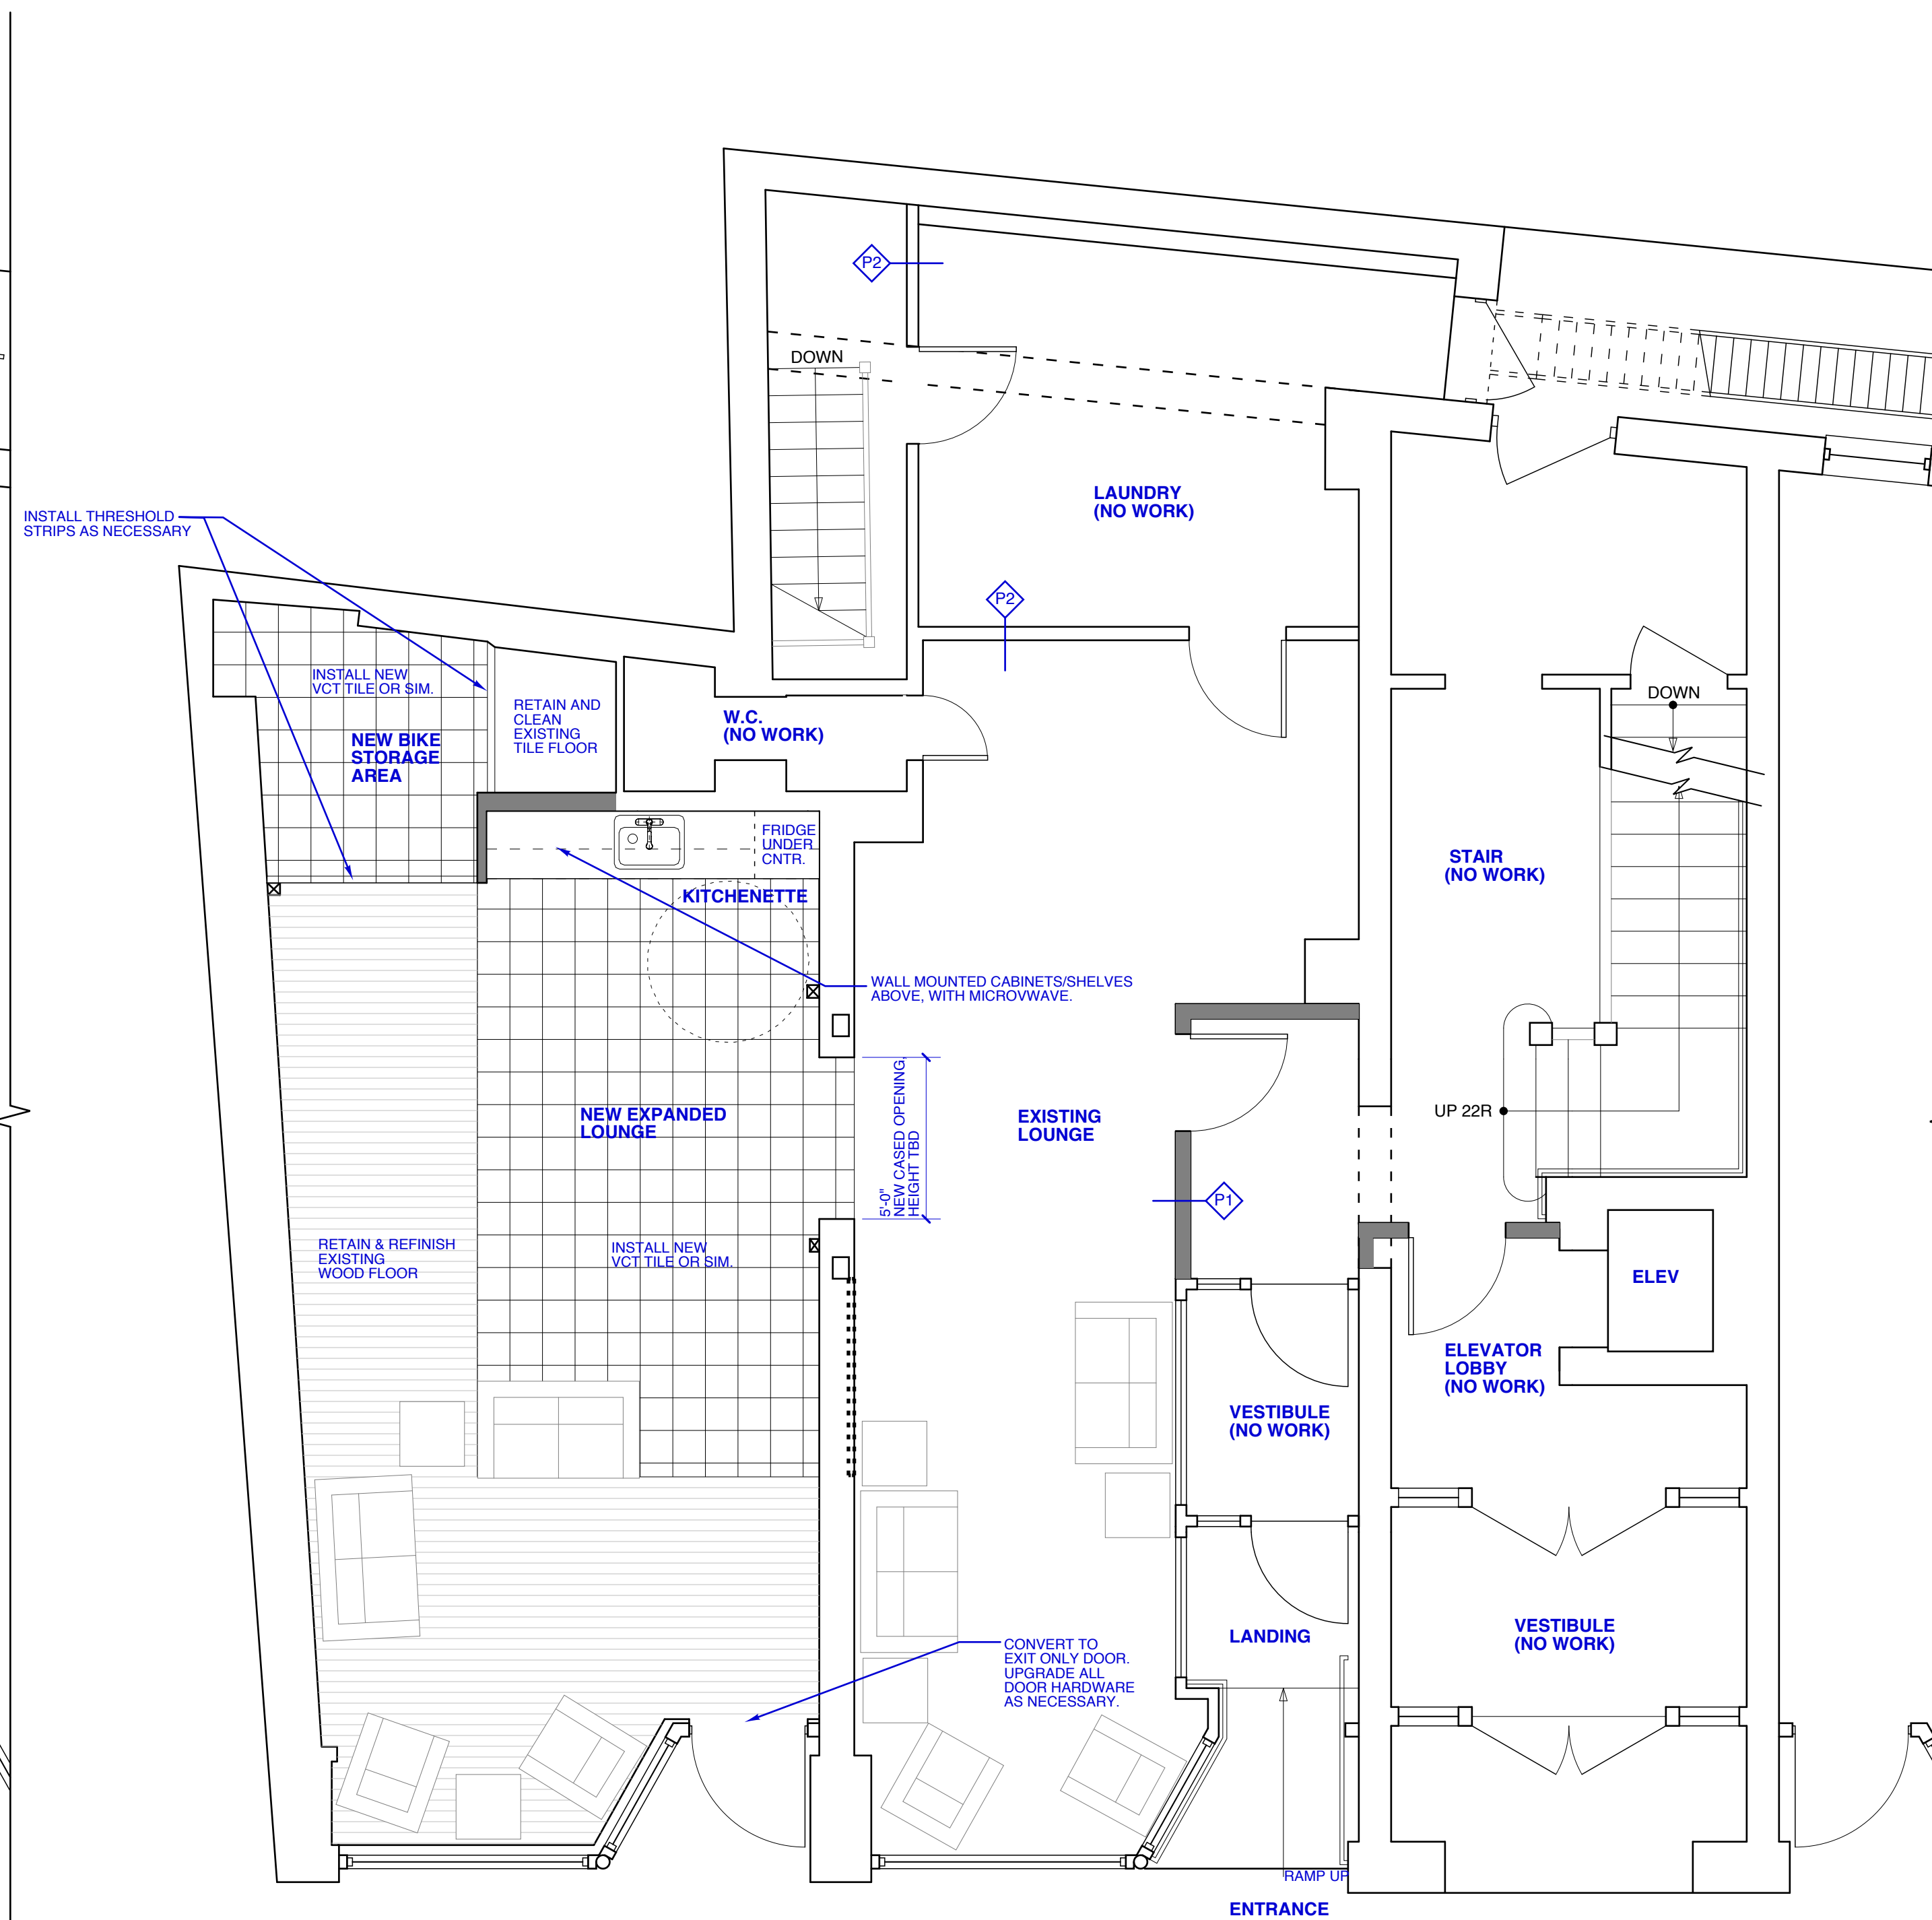 P2
DOWN
LAUNDRY
(NO WORK)
INSTALL THRESHOLD
STRIPS AS NECESSARY
P2
INSTALL NEW
VCT TILE OR SIM.
RETAIN AND
CLEAN
EXISTING
TILE FLOOR
NEW BIKE
STORAGE
AREA
W.C.
(NO WORK)
DOWN
FRIDGE
UNDER
CNTR.
KITCHENETTE
STAIR
(NO WORK)
WALL MOUNTED CABINETS/SHELVES
ABOVE, WITH MICROVWAVE.
NEW EXPANDED
LOUNGE
5'-0"
NEW CASED OPENING,
HEIGHT TBD
EXISTING
LOUNGE
UP 22R
P1
RETAIN & REFINISH
EXISTING
WOOD FLOOR
INSTALL NEW
VCT TILE OR SIM.
ELEV
ELEVATOR
LOBBY
(NO WORK)
VESTIBULE
(NO WORK)
LANDING
VESTIBULE
(NO WORK)
CONVERT TO
EXIT ONLY DOOR.
UPGRADE ALL
DOOR HARDWARE
AS NECESSARY.
RAMP UP
ENTRANCE